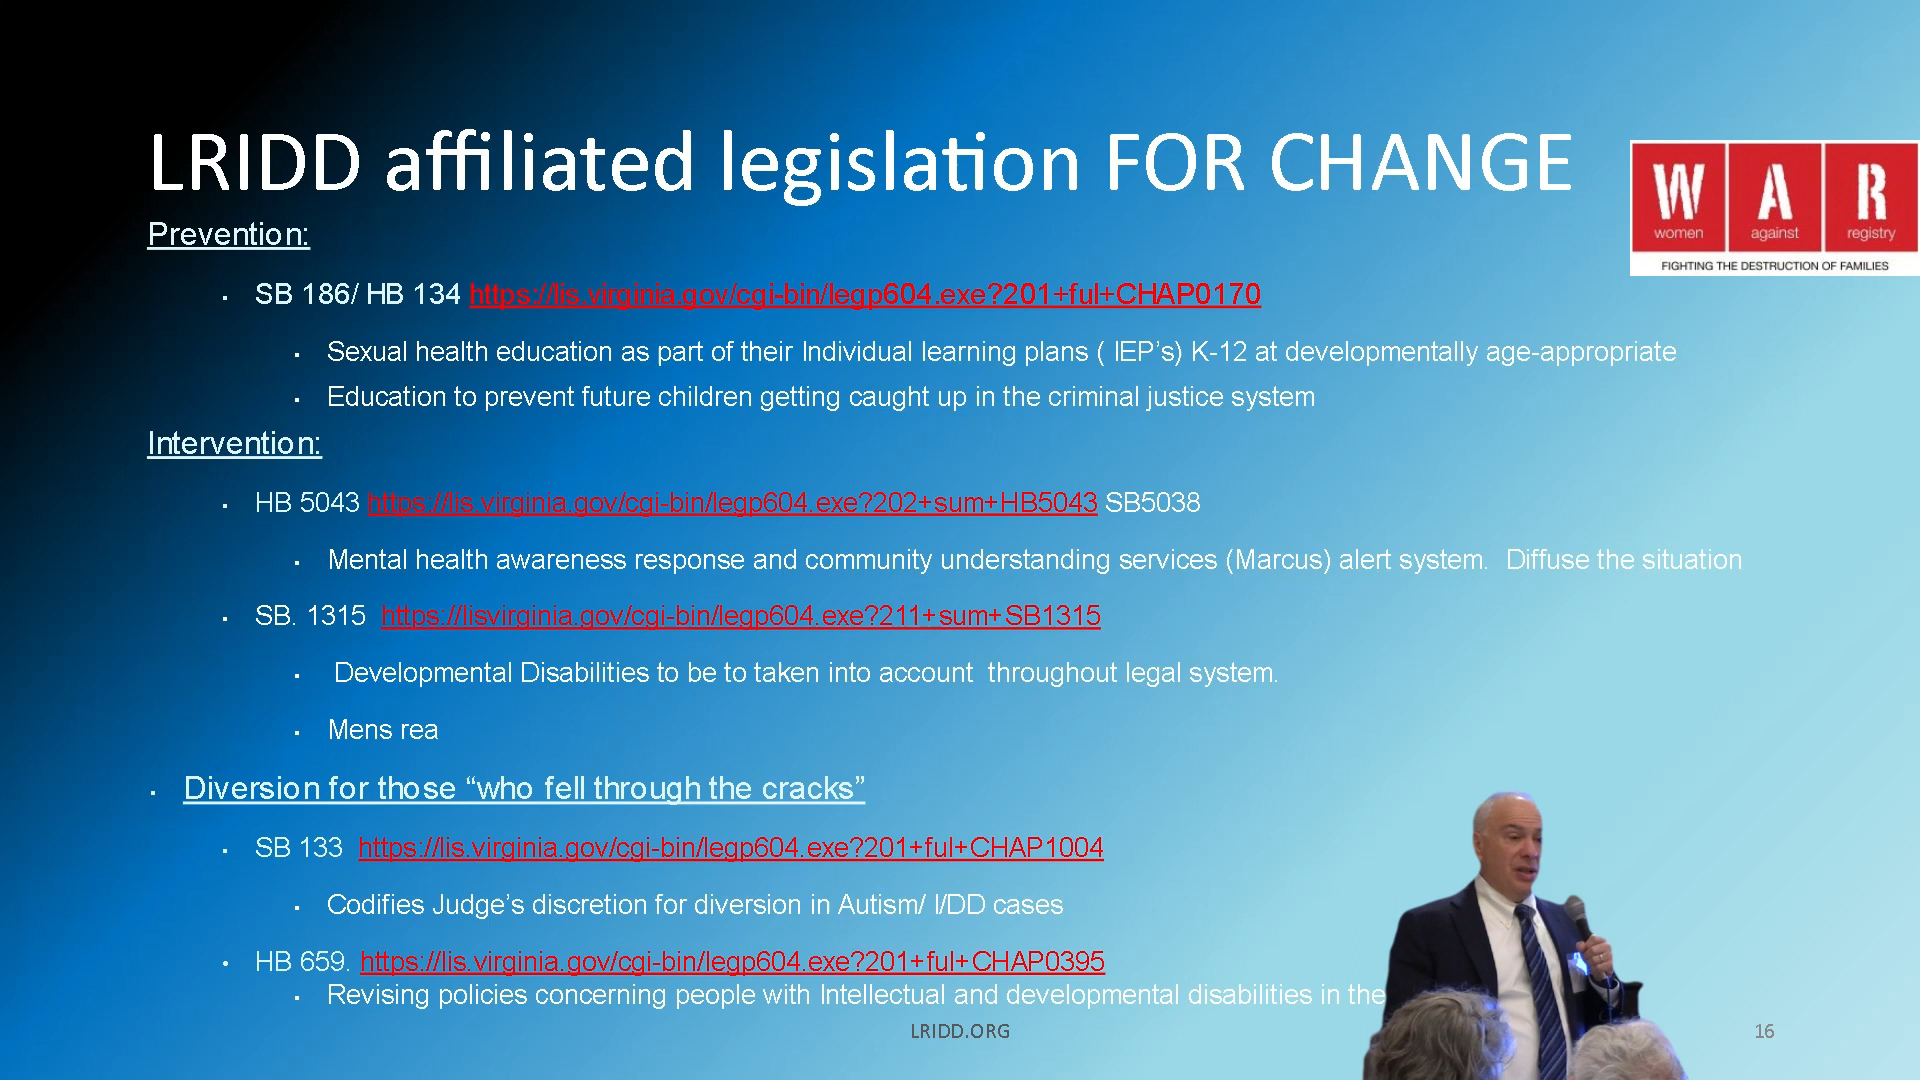 LRIDD affiliated legislation FOR CHANGE
W A R
women against registry
FIGHTING THE DESTRUCTION OF FAMILIES
Prevention:
SB 186/ HB 134 https://lis.virginia.gov/cgi-bin/legp604.exe?201+ful+CHAP0170
Sexual health education as part of their Individual learning plans ( IEP’s) K-12 at developmentally age-appropriate
Education to prevent future children getting caught up in the criminal justice system
Intervention:
HB 5043 https://lis.virginia.gov/cgi-bin/legp604.exe?202+sum+HB5043 SB5038
Mental health awareness response and community understanding services (Marcus) alert system.  Diffuse the situation
SB. 1315  https://lisvirginia.gov/cgi-bin/legp604.exe?211+sum+SB1315
Developmental Disabilities to be to taken into account  throughout legal system.
Mens rea
Diversion for those “who fell through the cracks”
SB 133  https://lis.virginia.gov/cgi-bin/legp604.exe?201+ful+CHAP1004
Codifies Judge’s discretion for diversion in Autism/ I/DD cases
HB 659. https://lis.virginia.gov/cgi-bin/legp604.exe?201+ful+CHAP0395
Revising policies concerning people with Intellectual and developmental disabilities in the
LRIDD.ORG
16